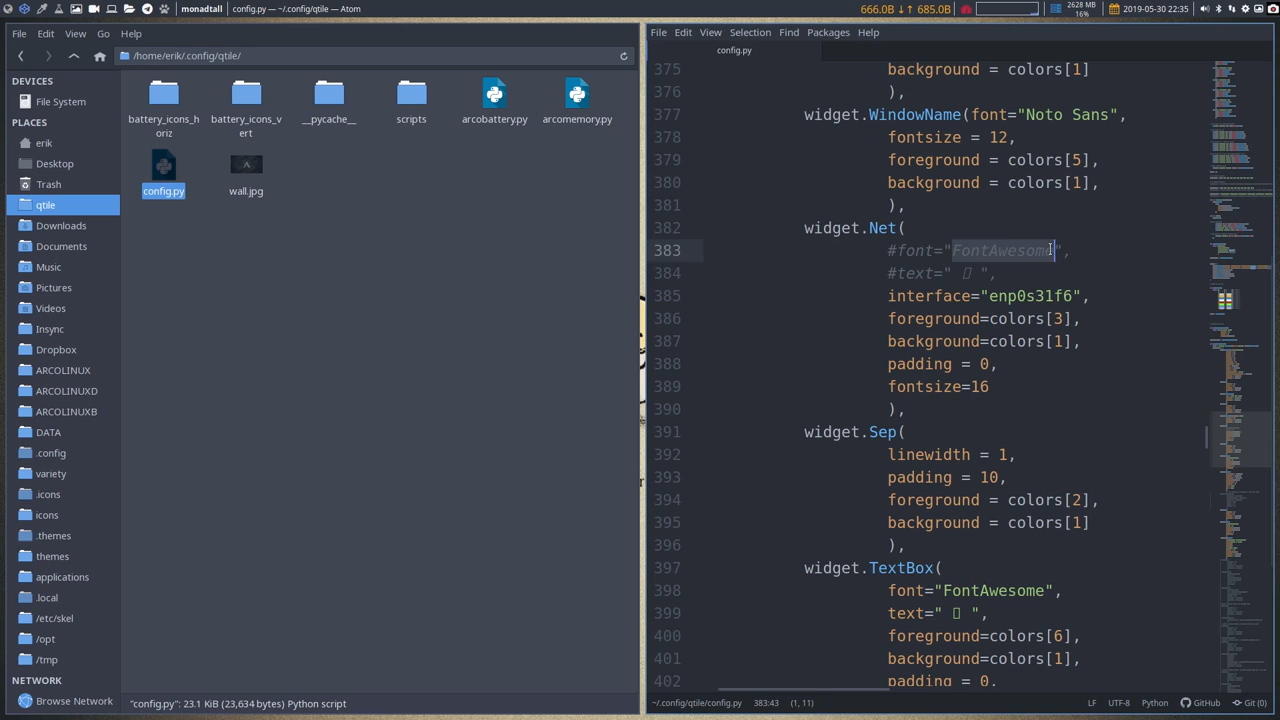 monadtall
config.py — ~/.config/qtile — Atom
666.0B ↓↑ 685.0B
2628 MB
16%
2019-05-30 22:35
File Edit View Go Help
/home/erik/.config/qtile/
DEVICES
File System
PLACES
erik
Desktop
Trash
qtile
Downloads
Documents
Music
Pictures
Videos
Insync
Dropbox
ARCOLINUX
ARCOLINUXD
ARCOLINUXB
DATA
.config
variety
.icons
icons
.themes
themes
applications
.local
/etc/skel
/opt
/tmp
NETWORK
Browse Network
battery_icons_h
oriz
battery_icons_v
ert
__pycache__
scripts
arcobattery.py
arcomemory.py
config.py
wall.jpg
"config.py": 23.1 KiB (23,634 bytes) Python script
File Edit View Selection Find Packages Help
config.py
375 background = colors[1]
376 ),
377 widget.WindowName(font="Noto Sans",
378 fontsize = 12,
379 foreground = colors[5],
380 background = colors[1],
381 ),
382 widget.Net(
383 #font="FontAwesome",
384 #text="  ",
385 interface="enp0s31f6",
386 foreground=colors[3],
387 background=colors[1],
388 padding = 0,
389 fontsize=16
390 ),
391 widget.Sep(
392 linewidth = 1,
393 padding = 10,
394 foreground = colors[2],
395 background = colors[1]
396 ),
397 widget.TextBox(
398 font="FontAwesome",
399 text="  ",
400 foreground=colors[6],
401 background=colors[1],
402 padding = 0,
~/.config/qtile/config.py 383:43 (1, 11)
LF UTF-8 Python GitHub Git (0)